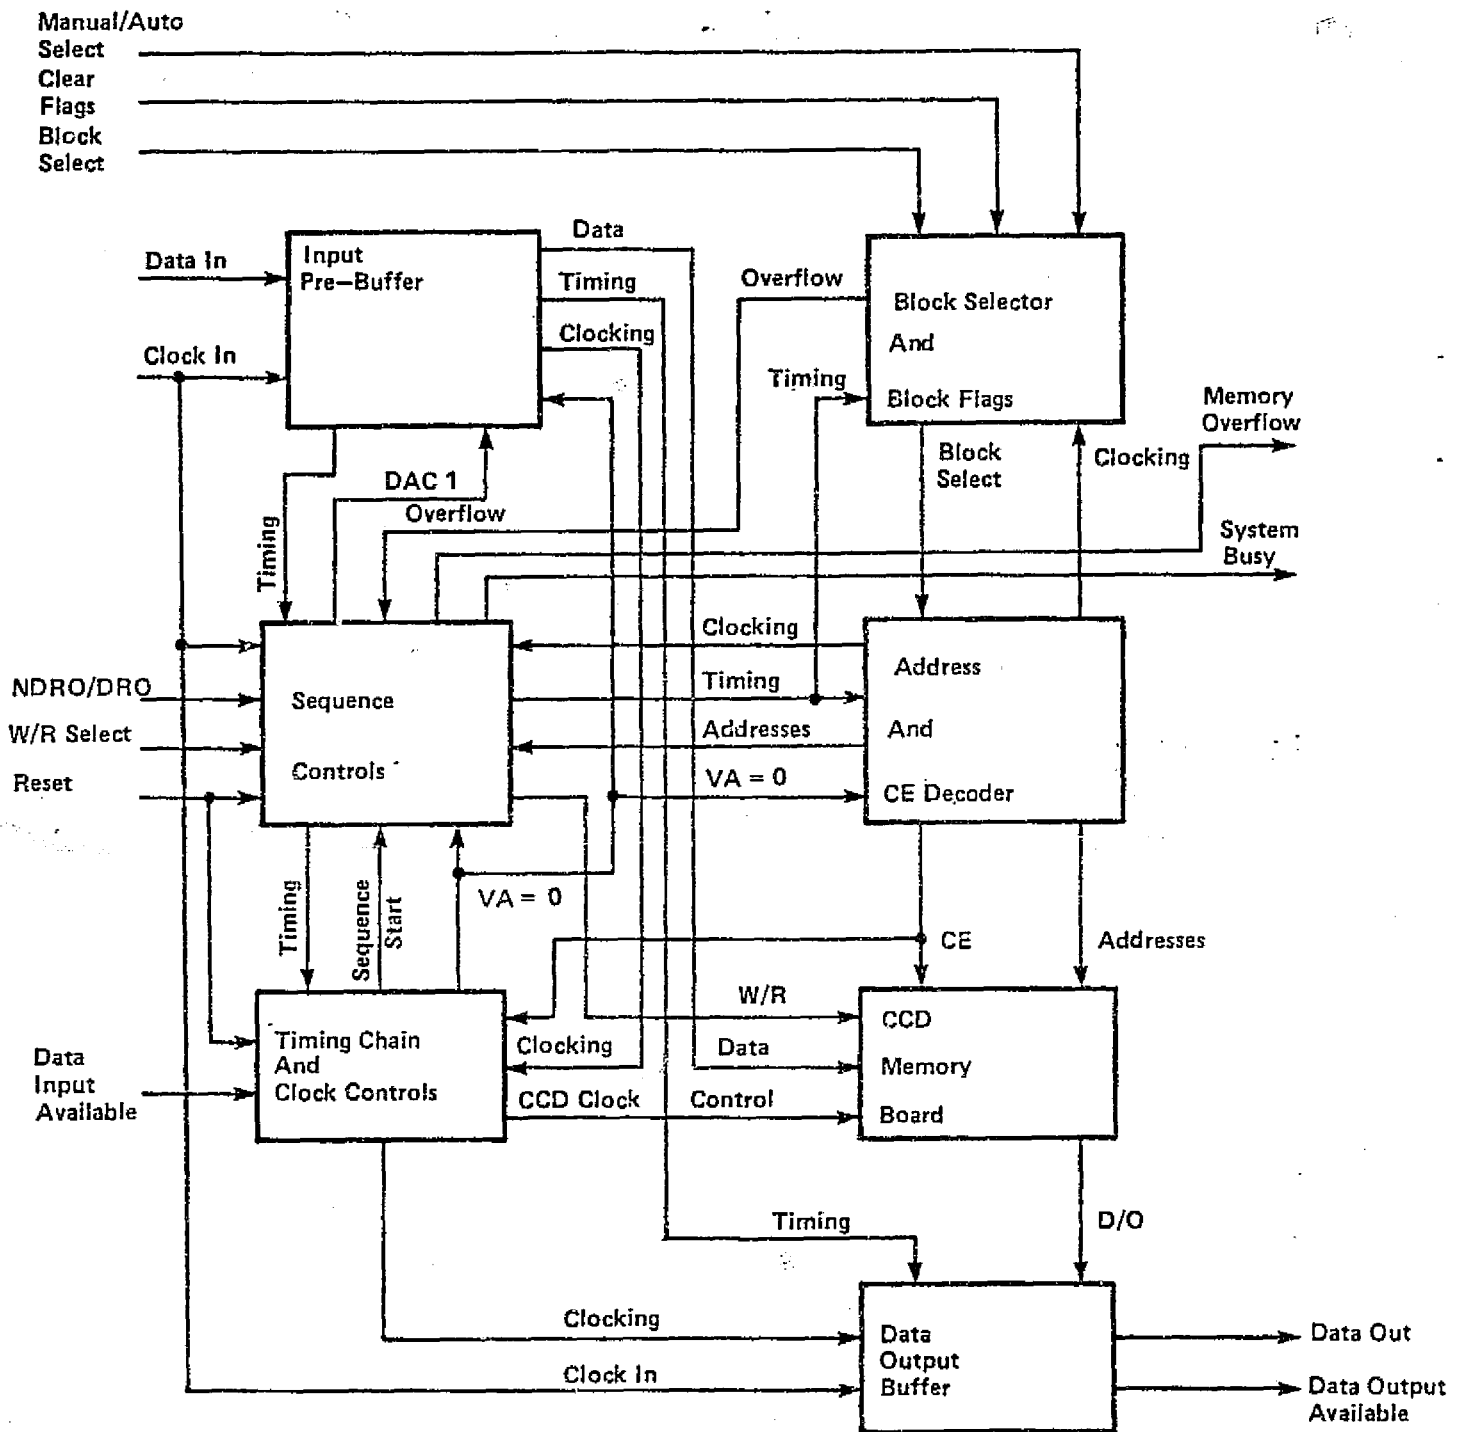 Manual/Auto
Select
Clear
Flags
Block
Select
Data In
Clock In
Input
Pre-Buffer
Data
Timing
Clocking
Overflow
Block Selector
And
Block Flags
Timing
Memory
Overflow
Block
Select
Clocking
DAC 1
Overflow
Timing
System
Busy
NDRO/DRO
W/R Select
Reset
Sequence
Controls
Clocking
Timing
Addresses
VA = 0
Address
And
CE Decoder
Timing
Sequence
Start
VA = 0
CE
Addresses
W/R
Clocking
Data
CCD Clock Control
Data
Input
Available
Timing Chain
And
Clock Controls
CCD
Memory
Board
Timing
D/O
Clocking
Clock In
Data
Output
Buffer
Data Out
Data Output
Available